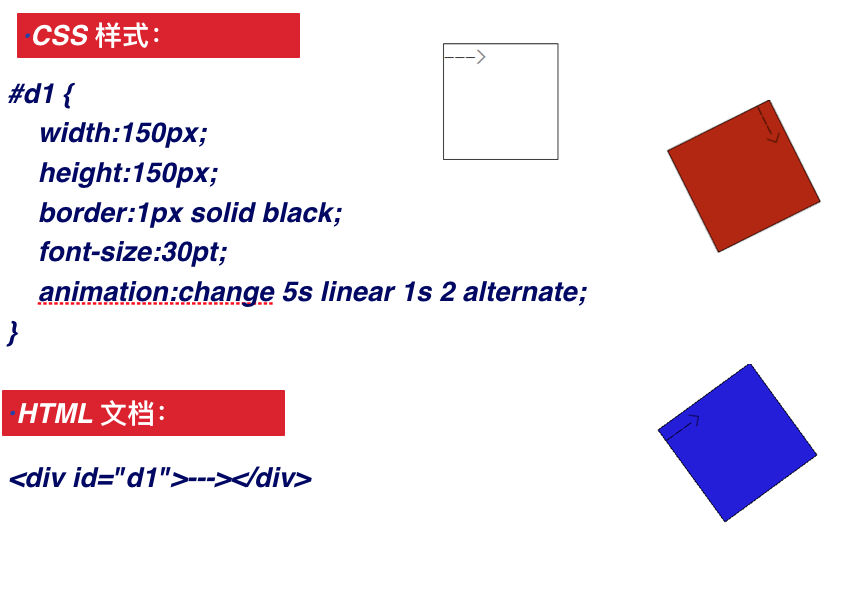 ·CSS 样式：
#d1 {
width:150px;
height:150px;
border:1px solid black;
font-size:30pt;
animation:change 5s linear 1s 2 alternate;
}
·HTML 文档：
<div id="d1">---></div>
--->
--->
--->